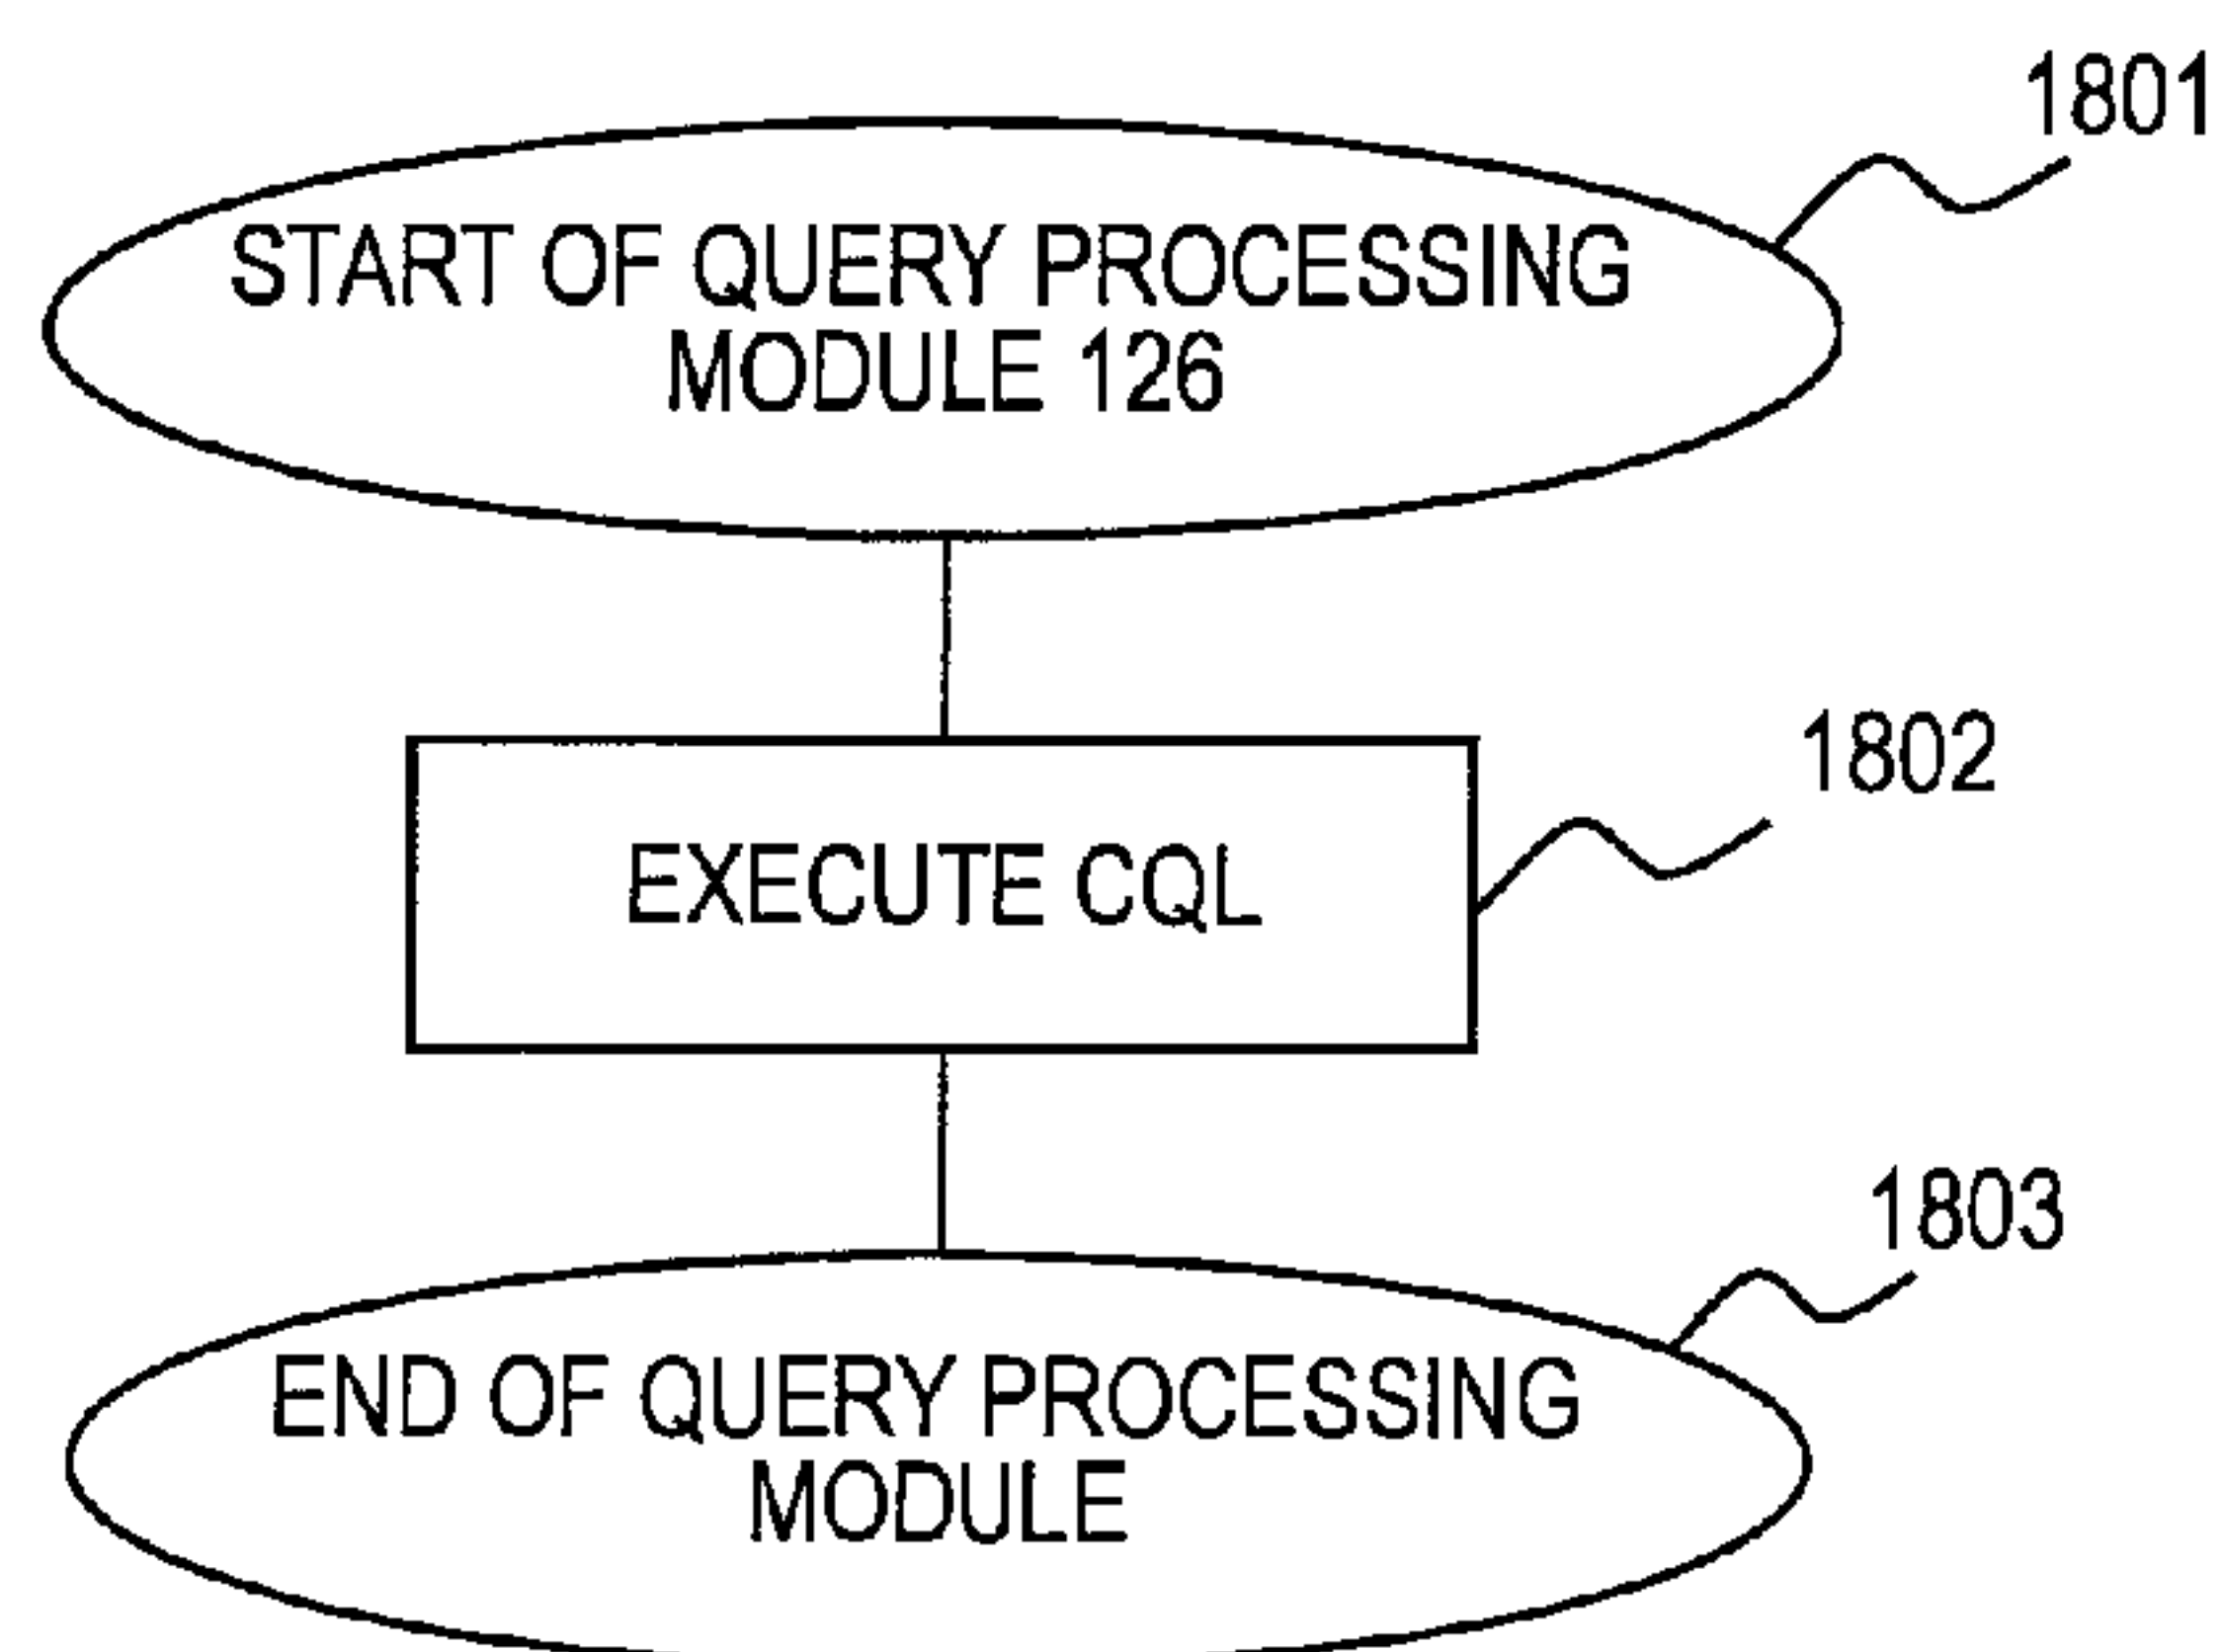 1801
START OF QUERY PROCESSING
MODULE 126
1802
EXECUTE CQL
1803
END OF QUERY PROCESSING
MODULE